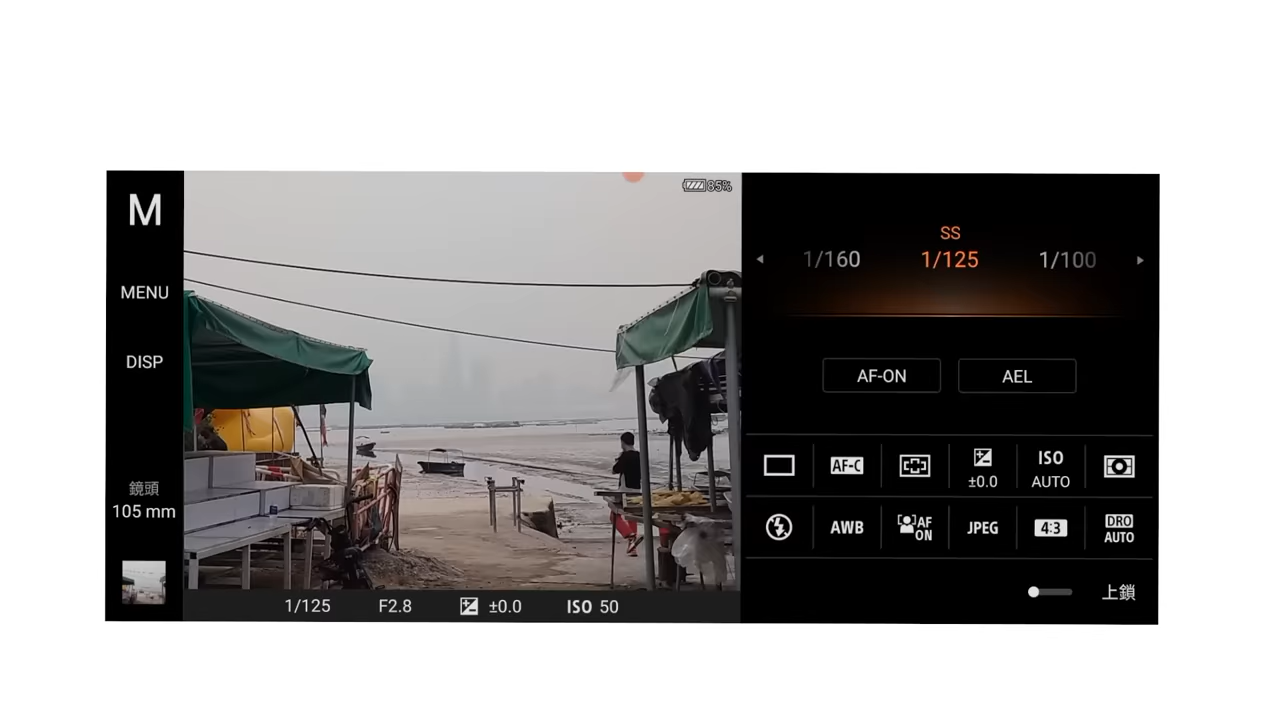 M
MENU
DISP
鏡頭
105 mm
85%
1/125 F2.8 ±0.0 ISO 50
SS
1/160 1/125 1/100
AF-ON AEL
AF-C ±0.0 ISO AUTO
AWB AF ON JPEG 4:3 DRO AUTO
上鎖